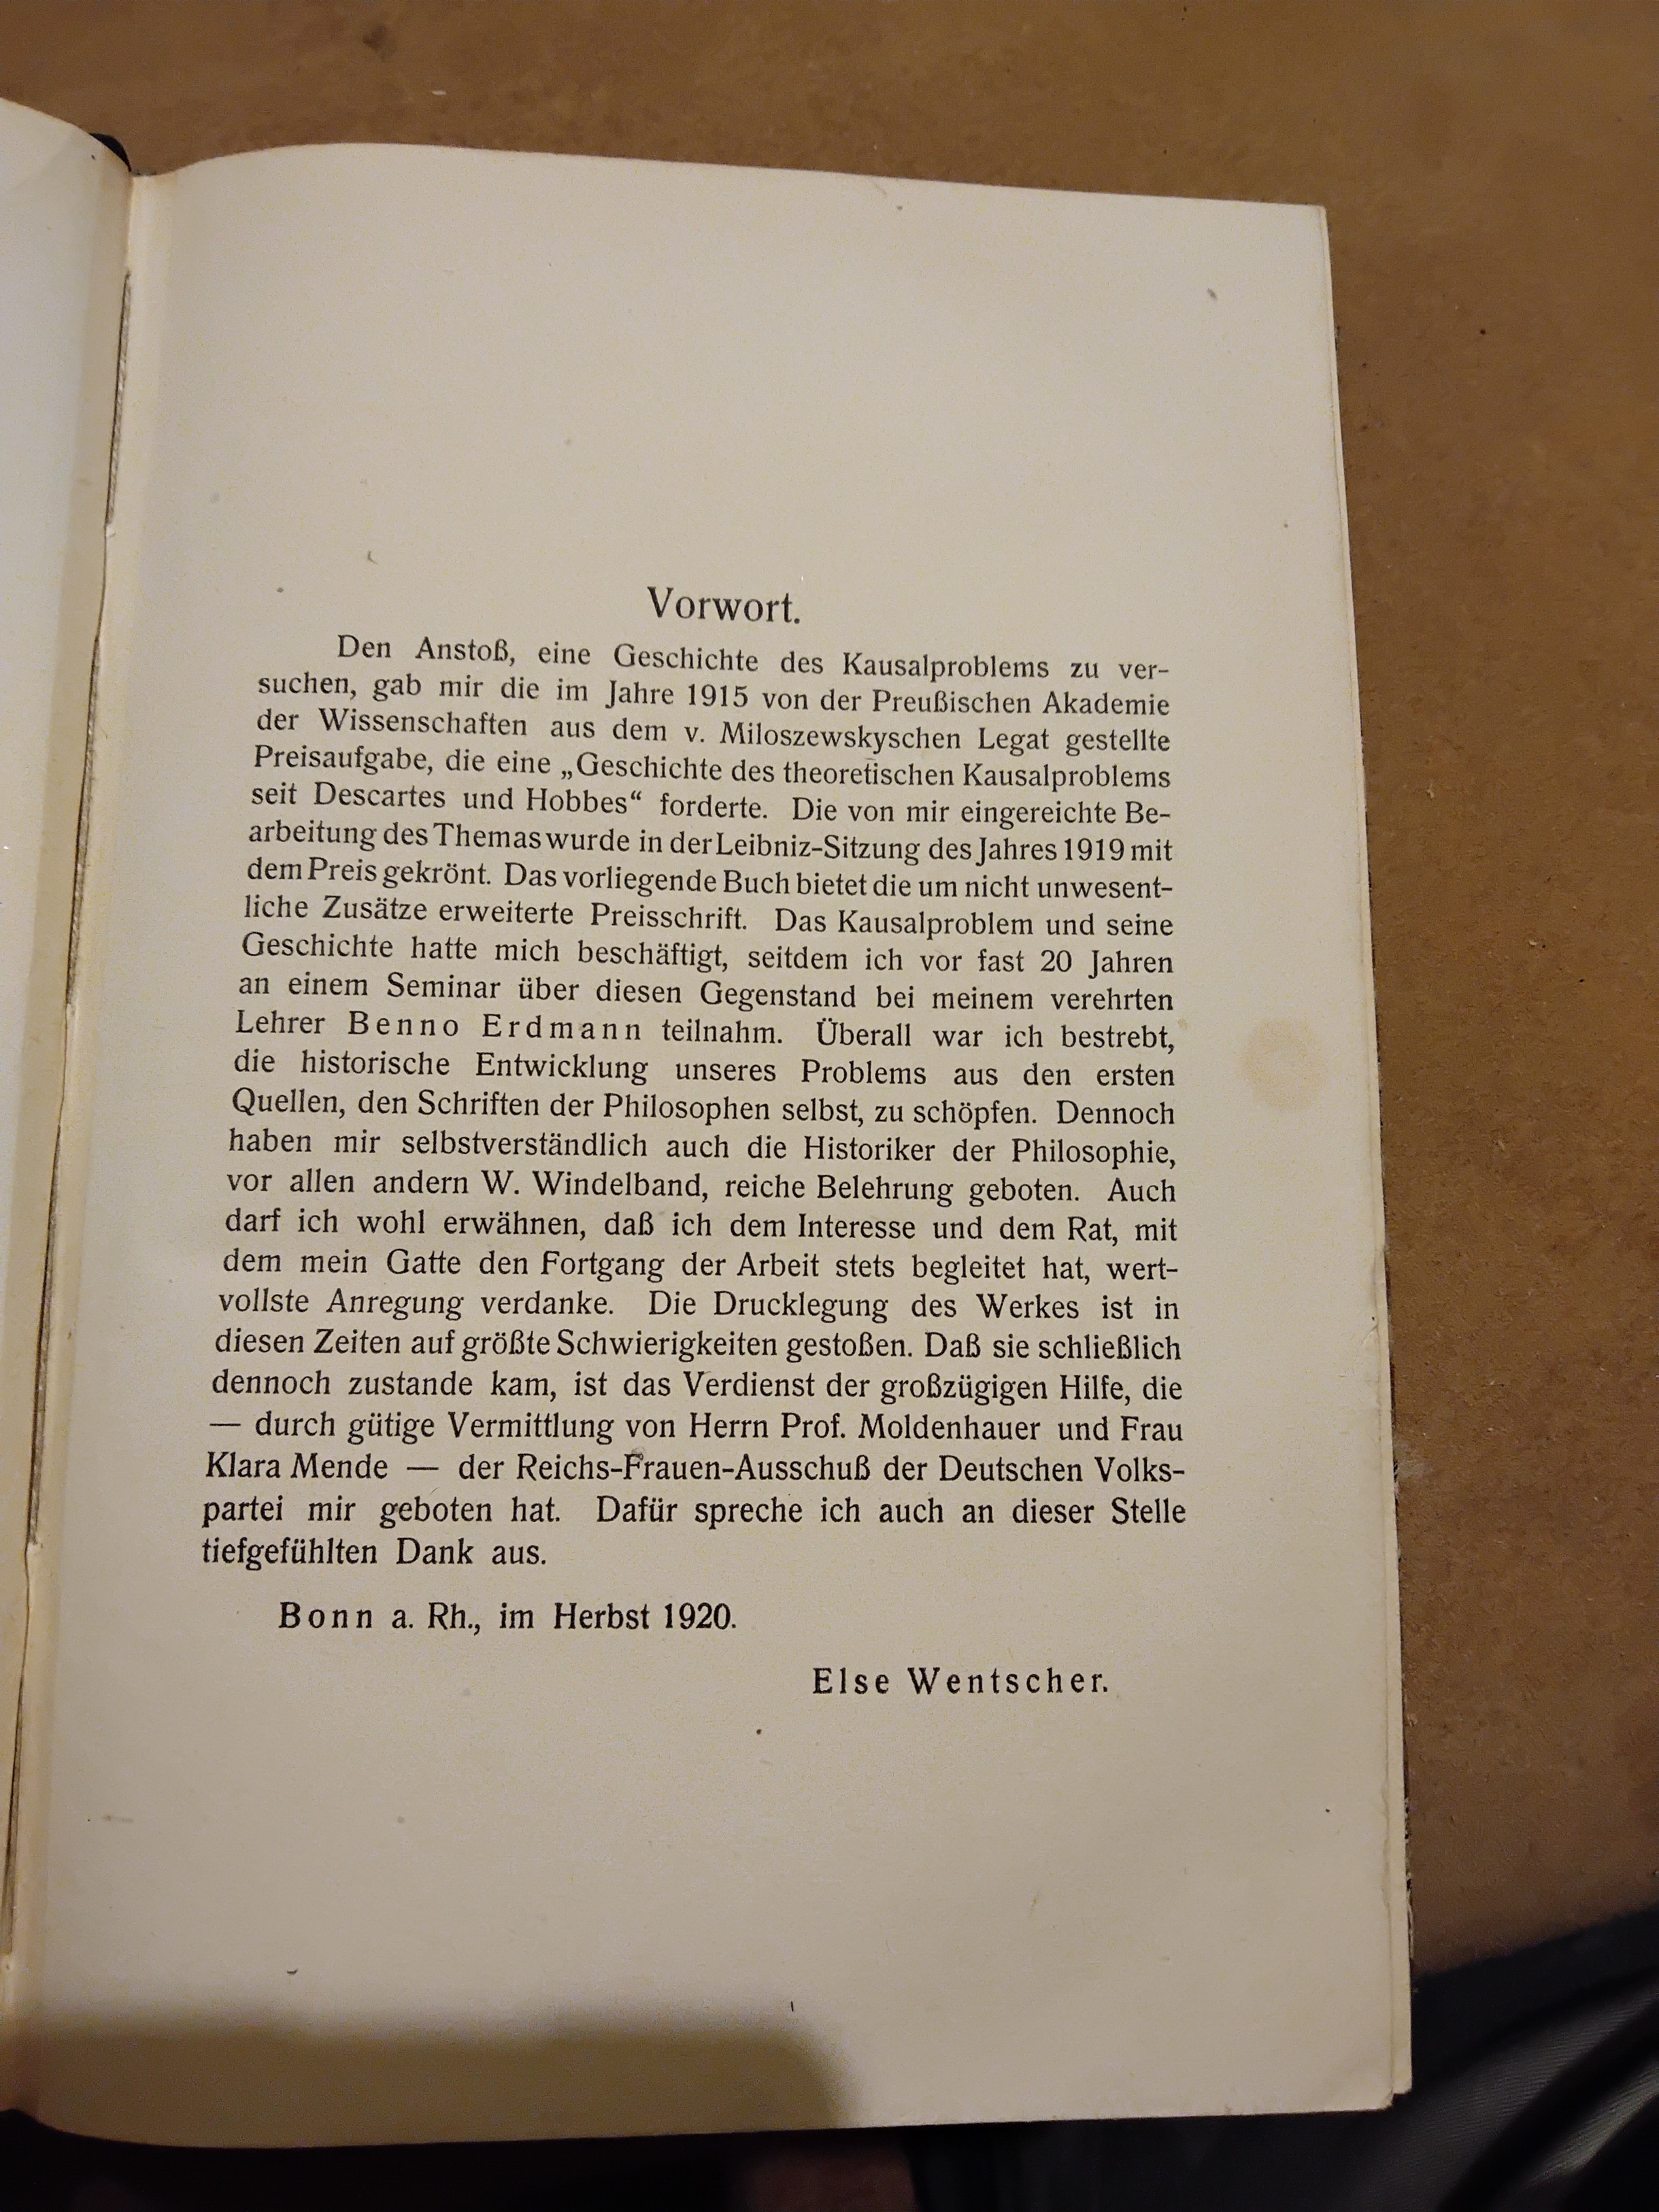 Vorwort.
Den Anstoß, eine Geschichte des Kausalproblems zu ver-
suchen, gab mir die im Jahre 1915 von der Preußischen Akademie
der Wissenschaften aus dem v. Miloszewskyschen Legat gestellte
Preisaufgabe, die eine „Geschichte des theoretischen Kausalproblems
seit Descartes und Hobbes“ forderte. Die von mir eingereichte Be-
arbeitung des Themas wurde in der Leibniz-Sitzung des Jahres 1919 mit
dem Preis gekrönt. Das vorliegende Buch bietet die um nicht unwesent-
liche Zusätze erweiterte Preisschrift. Das Kausalproblem und seine
Geschichte hatte mich beschäftigt, seitdem ich vor fast 20 Jahren
an einem Seminar über diesen Gegenstand bei meinem verehrten
Lehrer Benno Erdmann teilnahm. Überall war ich bestrebt,
die historische Entwicklung unseres Problems aus den ersten
Quellen, den Schriften der Philosophen selbst, zu schöpfen. Dennoch
haben mir selbstverständlich auch die Historiker der Philosophie,
vor allen andern W. Windelband, reiche Belehrung geboten. Auch
darf ich wohl erwähnen, daß ich dem Interesse und dem Rat, mit
dem mein Gatte den Fortgang der Arbeit stets begleitet hat, wert-
vollste Anregung verdanke. Die Drucklegung des Werkes ist in
diesen Zeiten auf größte Schwierigkeiten gestoßen. Daß sie schließlich
dennoch zustande kam, ist das Verdienst der großzügigen Hilfe, die
— durch gütige Vermittlung von Herrn Prof. Moldenhauer und Frau
Klara Mende — der Reichs-Frauen-Ausschuß der Deutschen Volks-
partei mir geboten hat. Dafür spreche ich auch an dieser Stelle
tiefgefühlten Dank aus.
Bonn a. Rh., im Herbst 1920.
Else Wentscher.